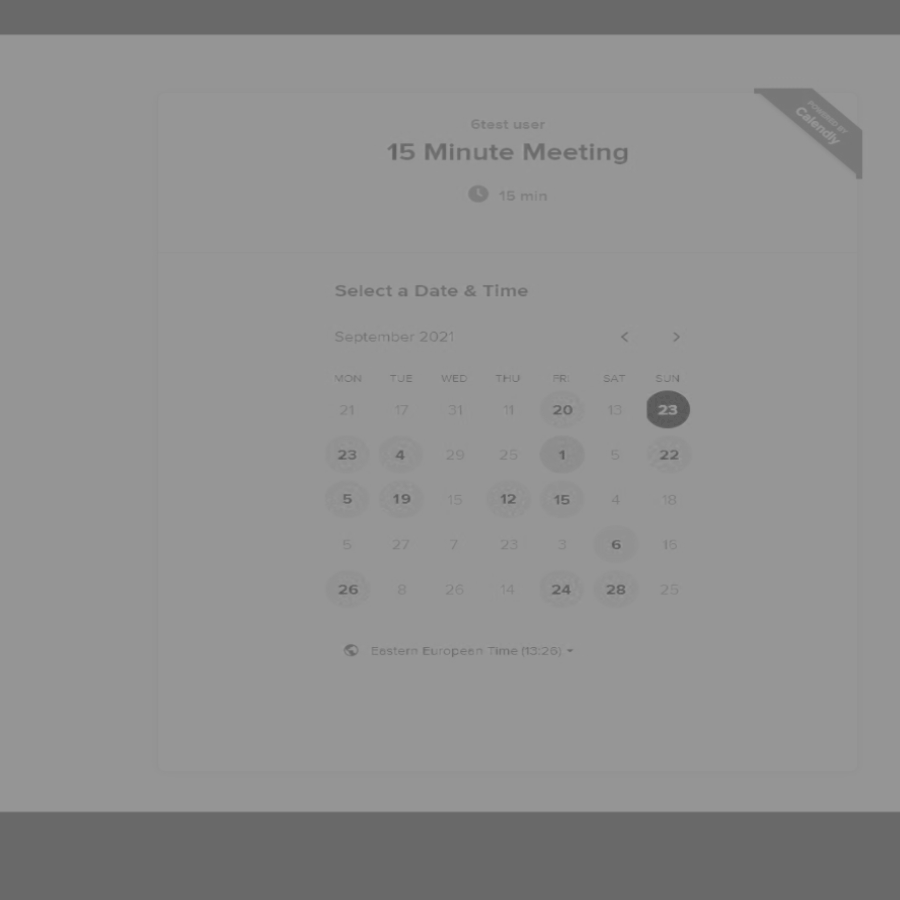 POWERED BY
Calendly
6test user
15 Minute Meeting
15 min
Select a Date & Time
September 2021
MON TUE WED THU FRI SAT SUN
21 17 31 11 20 13 23
23 4 29 25 1 5 22
5 19 15 12 15 4 18
5 27 7 23 3 6 15
26 8 26 14 24 28 25
Eastern European Time (13:26)